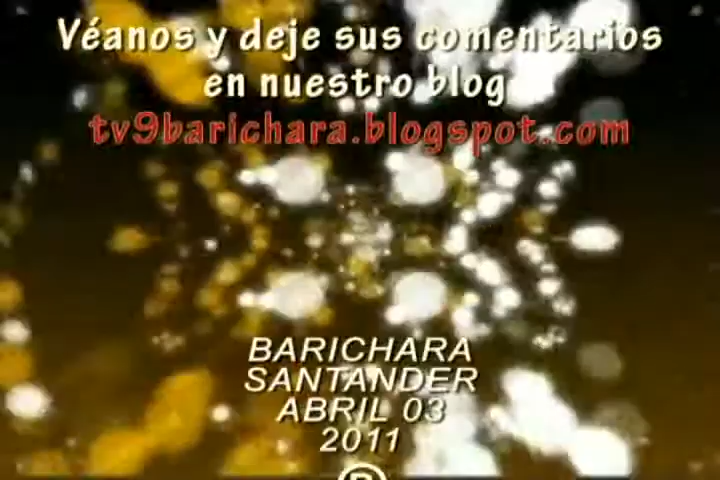 Véanos y deje sus comentarios
en nuestro blog
tv9barichara.blogspot.com
BARICHARA
SANTANDER
ABRIL 03
2011